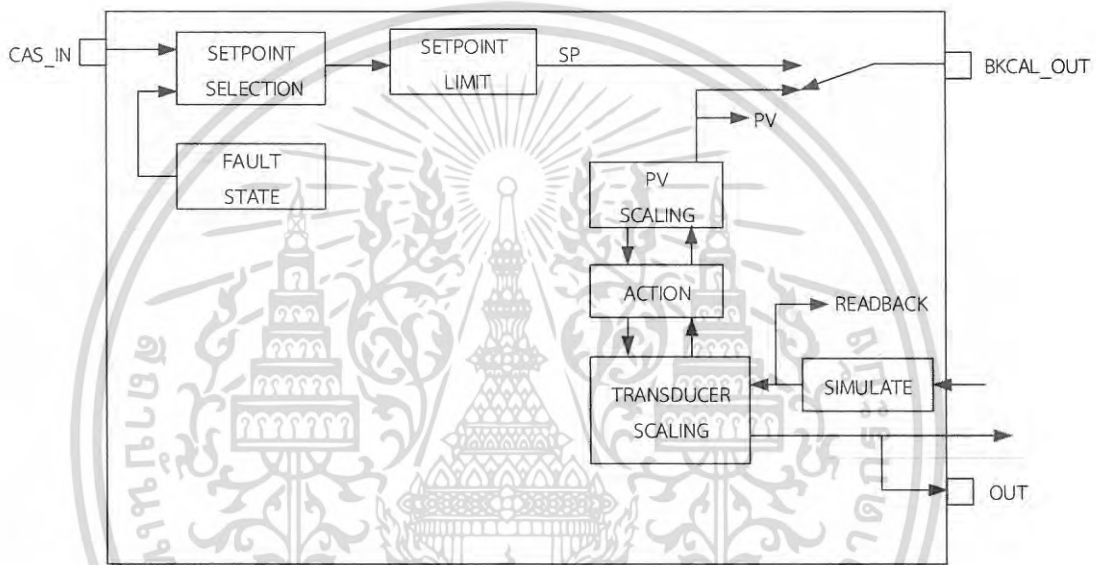 CAS_IN
SETPOINT
SELECTION
SETPOINT
LIMIT
SP
BKCAL_OUT
PV
FAULT
STATE
PV
SCALING
ACTION
READBACK
TRANSDUCER
SCALING
SIMULATE
OUT